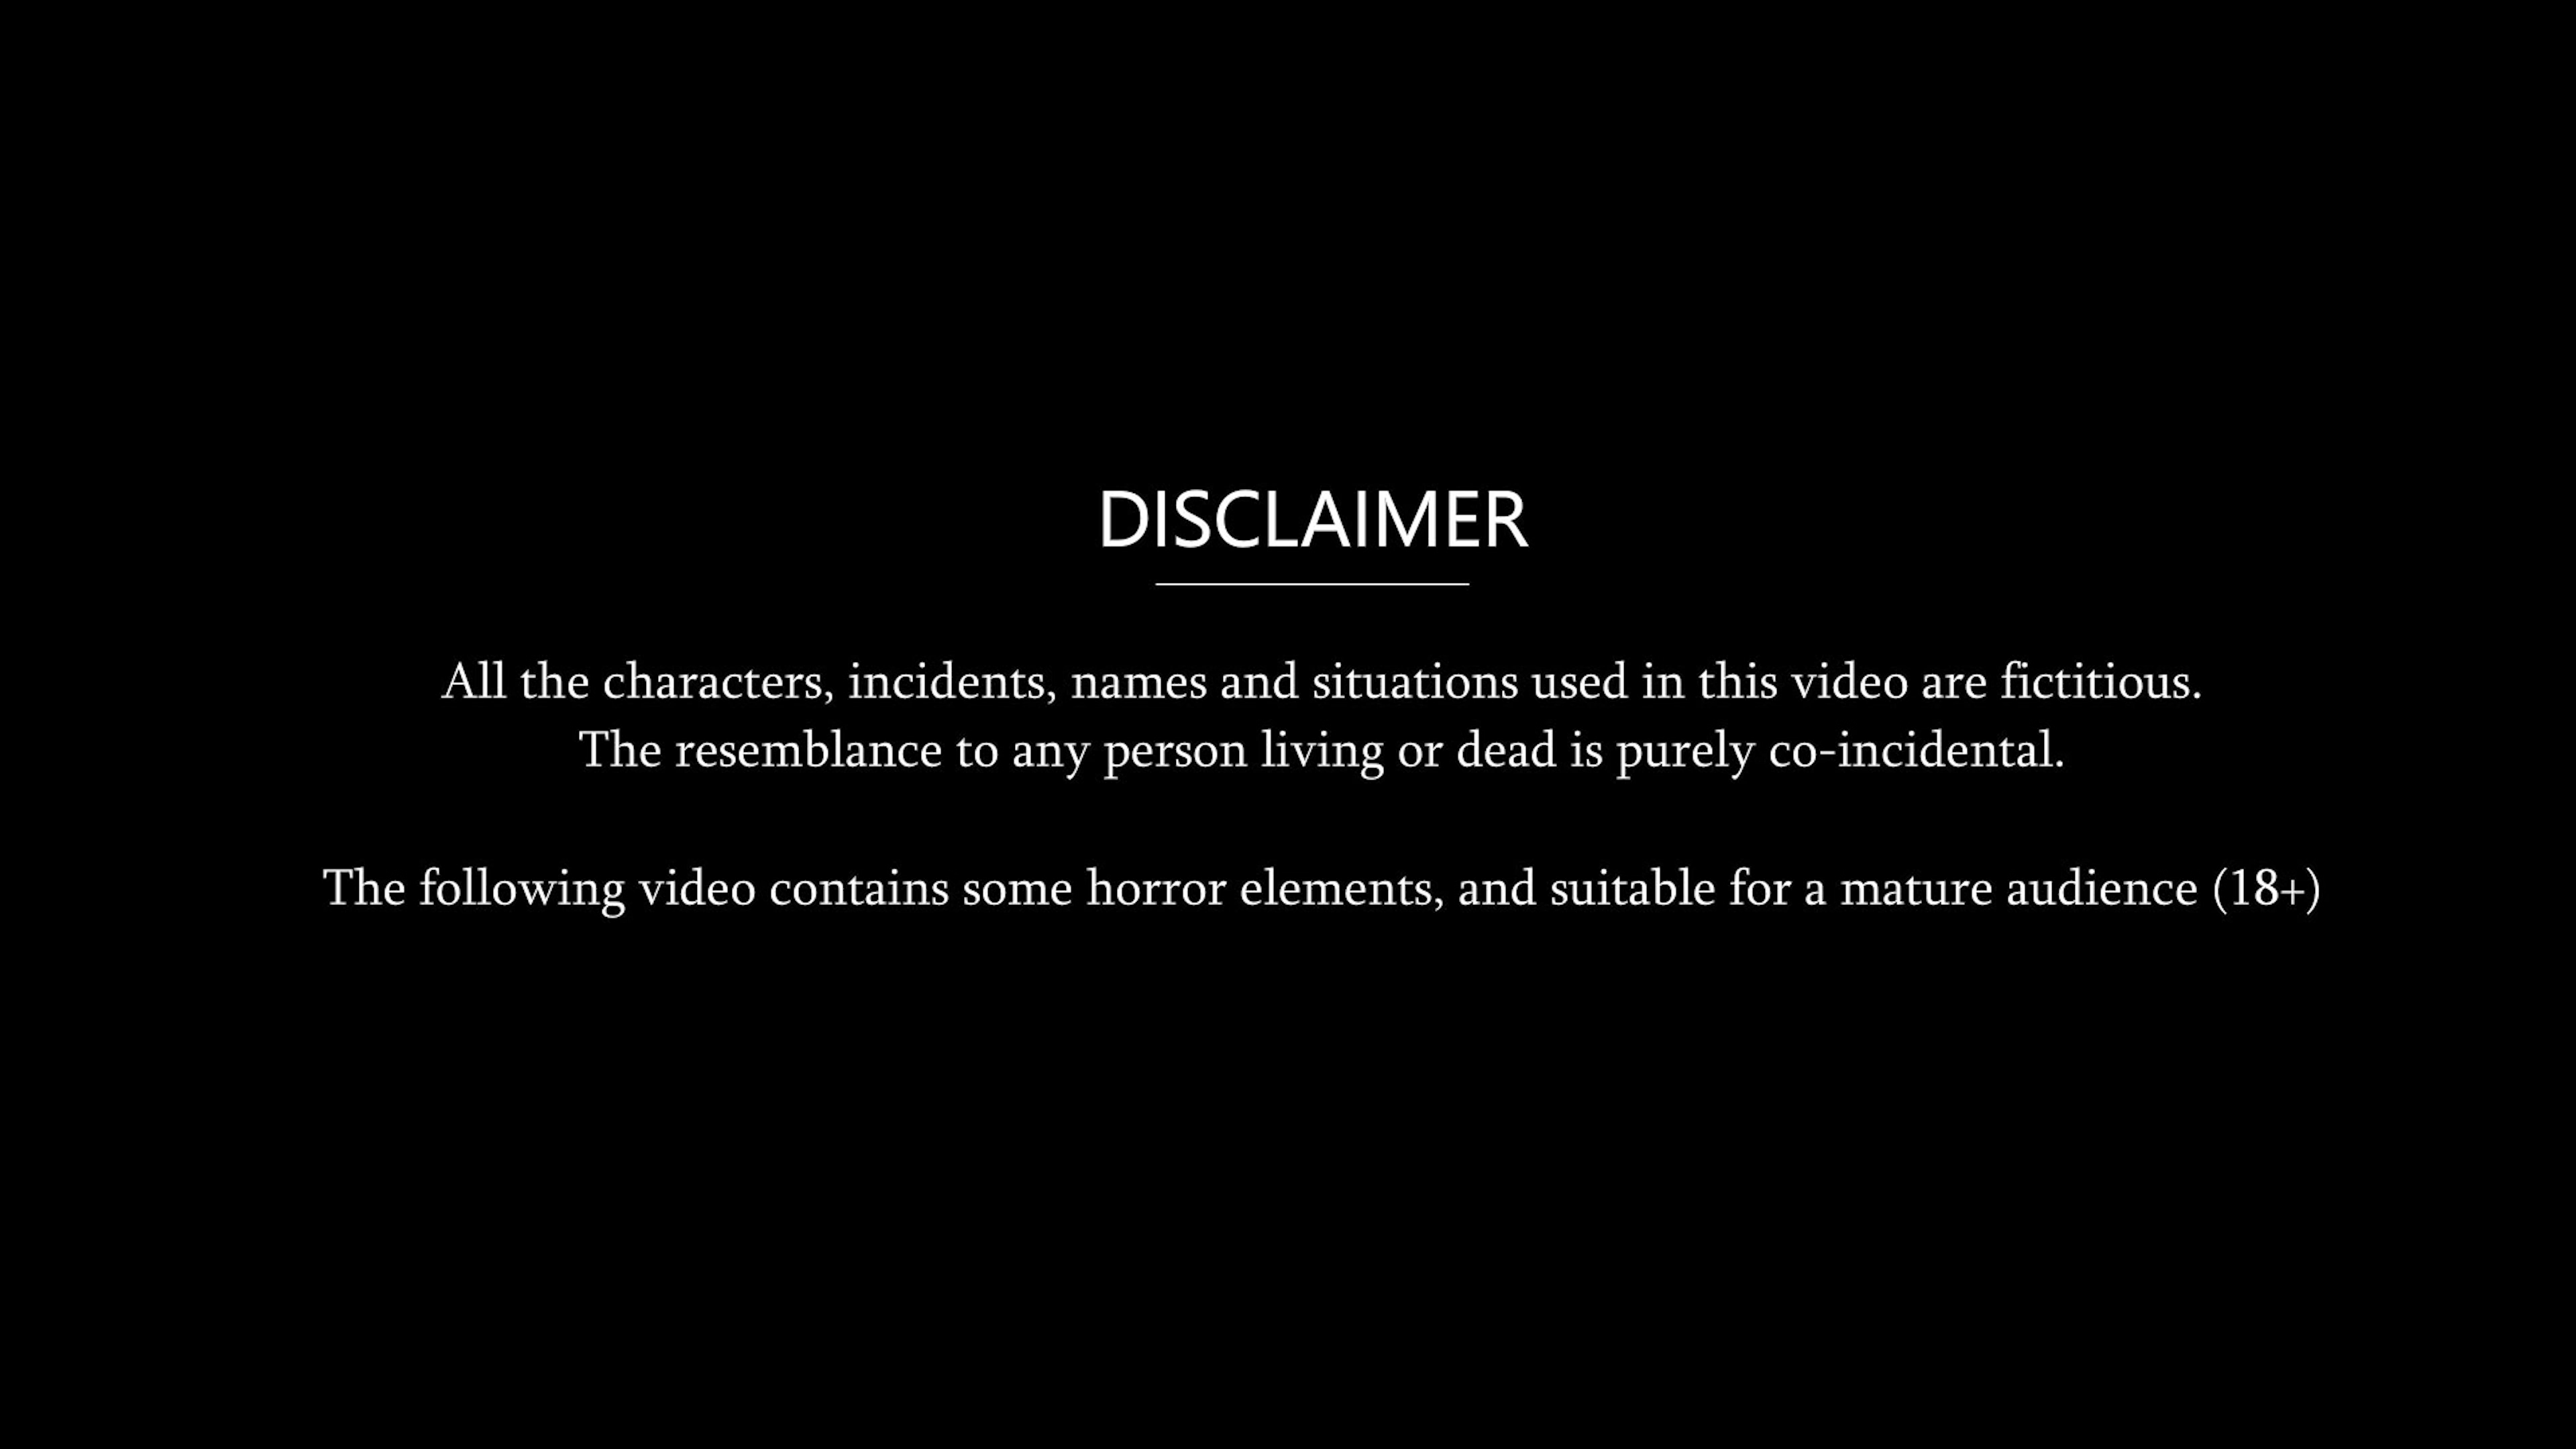 DISCLAIMER
All the characters, incidents, names and situations used in this video are fictitious.
The resemblance to any person living or dead is purely co-incidental.
The following video contains some horror elements, and suitable for a mature audience (18+)